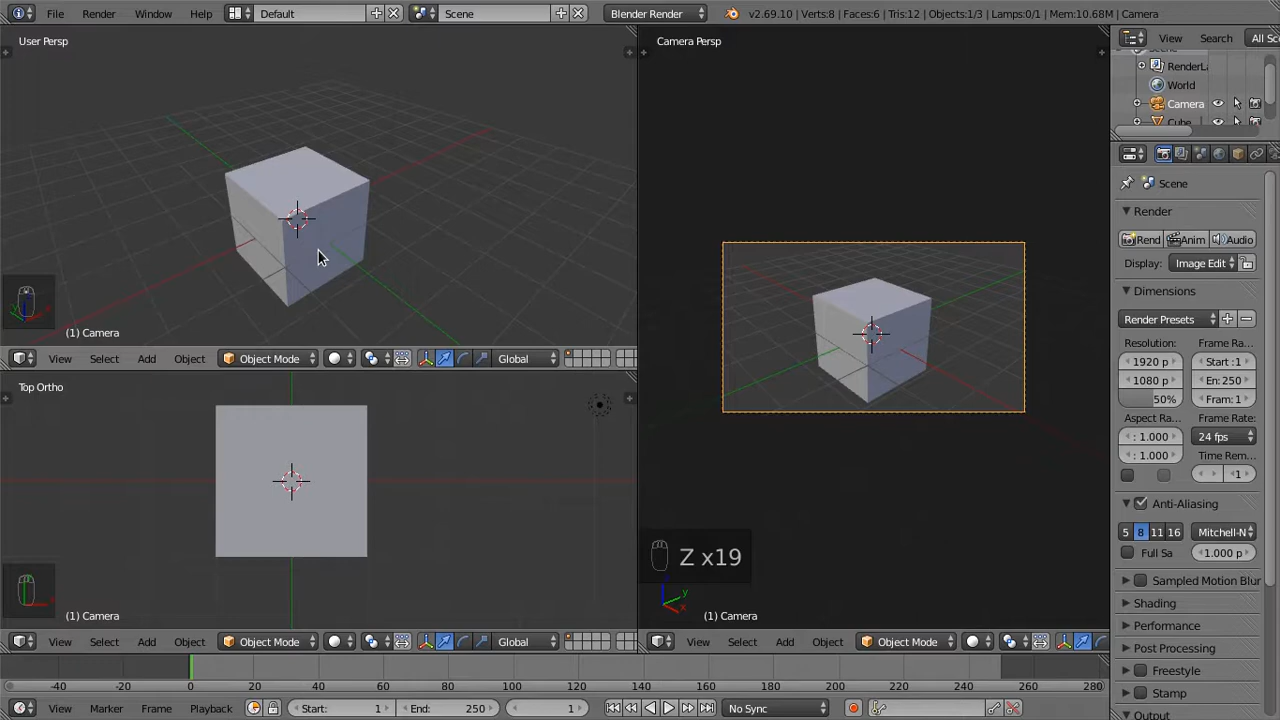 File Render Window Help Default Scene Blender Render v2.69.10 | Verts:8 | Faces:6 | Tris:12 | Objects:1/3 | Lamps:0/1 | Mem:10.68M | Camera
User Persp
Camera Persp
View Search All Sc
Scene
RenderLa
World
Camera
Cube
Scene
Render
Rend Anim Audio
Display: Image Edit
Dimensions
Render Presets
Resolution: Frame Ra...
1920 p Start :1
1080 p En: 250
50% Fram: 1
Aspect Ra... Frame Rate:
: 1.000 24 fps
: 1.000 Time Rem...
1
Anti-Aliasing
5 8 11 16 Mitchell-N
Full Sa 1.000 p
Sampled Motion Blur
Shading
Performance
Post Processing
Freestyle
Stamp
Output
(1) Camera
View Select Add Object Object Mode Global
Top Ortho
(1) Camera
View Select Add Object Object Mode Global
Z x19
z
y
x
(1) Camera
View Select Add Object Object Mode
-40 -20 0 20 40 60 80 100 120 140 160 180 200 220 240 260 280
View Marker Frame Playback Start: 1 End: 250 1 No Sync